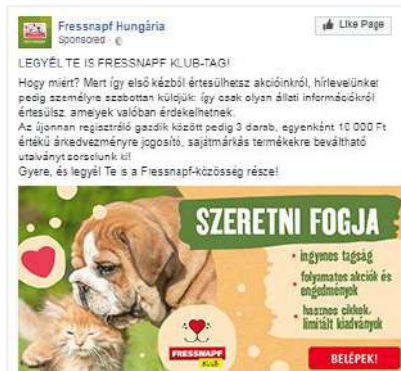 Fressnapf Hungária
Sponsored ·
Like Page
LEGYÉL TE IS FRESSNAPF KLUB-TAG!
Hogy miért? Mert így első kézből értesülhetsz akcióinkról, hírlevelünket
pedig személyre szabottan küldjük: így csak olyan állati információkról
értesülsz, amelyek valóban érdekelhetnek.
Az újonnan regisztráló gazdik között pedig 3 darab, egyenként 10 000 Ft
értékű árkedvezményre jogosító, sajátmárkás termékekre beváltható
utalványt sorsolunk ki!
Gyere, és legyél Te is a Fressnapf-közösség része!
SZERETNI FOGJA
• ingyenes tagság
• folyamatos akciók és
engedmények
• hasznos cikkek,
limitált kiadványok
FRESSNAPF
Klub
BELÉPEK!